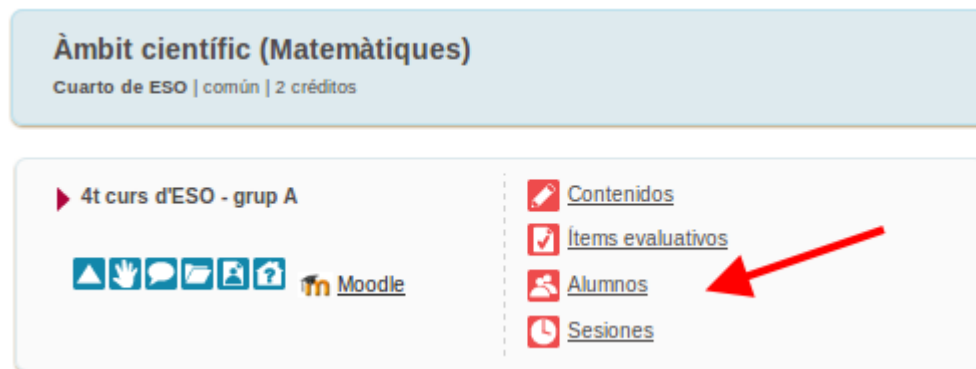 Àmbit científic (Matemàtiques)
Cuarto de ESO | común | 2 créditos
4t curs d'ESO - grup A
Moodle
Contenidos
Ítems evaluativos
Alumnos
Sesiones